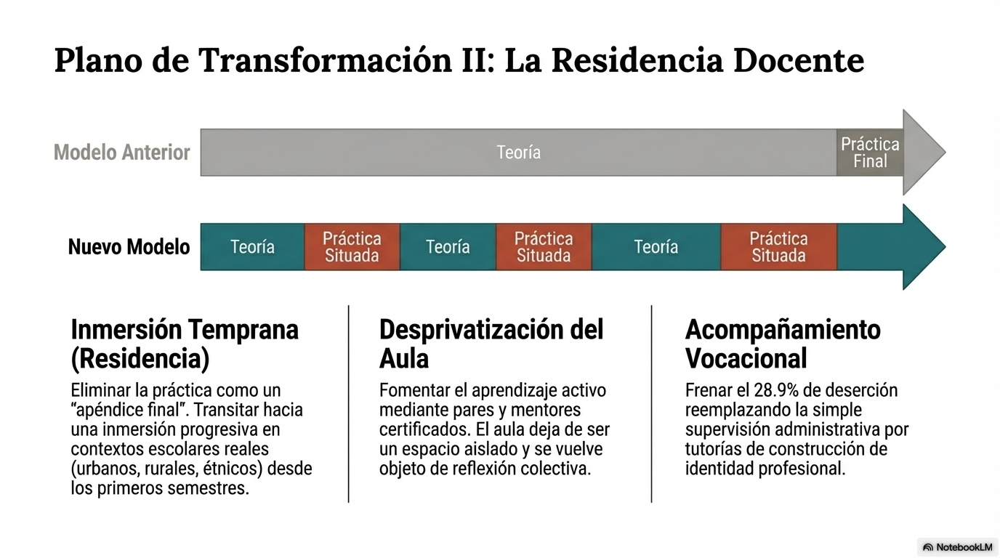 Plano de Transformación II: La Residencia Docente
Modelo Anterior
Teoría
Práctica
Final
Nuevo Modelo
Teoría
Práctica
Situada
Teoría
Práctica
Situada
Teoría
Práctica
Situada
Inmersión Temprana
(Residencia)
Eliminar la práctica como un
“apéndice final”. Transitar hacia
una inmersión progresiva en
contextos escolares reales
(urbanos, rurales, étnicos) desde
los primeros semestres.
Desprivatización del
Aula
Fomentar el aprendizaje activo
mediante pares y mentores
certificados. El aula deja de ser
un espacio aislado y se vuelve
objeto de reflexión colectiva.
Acompañamiento
Vocacional
Frenar el 28.9% de deserción
reemplazando la simple
supervisión administrativa por
tutorías de construcción de
identidad profesional.
NotebookLM